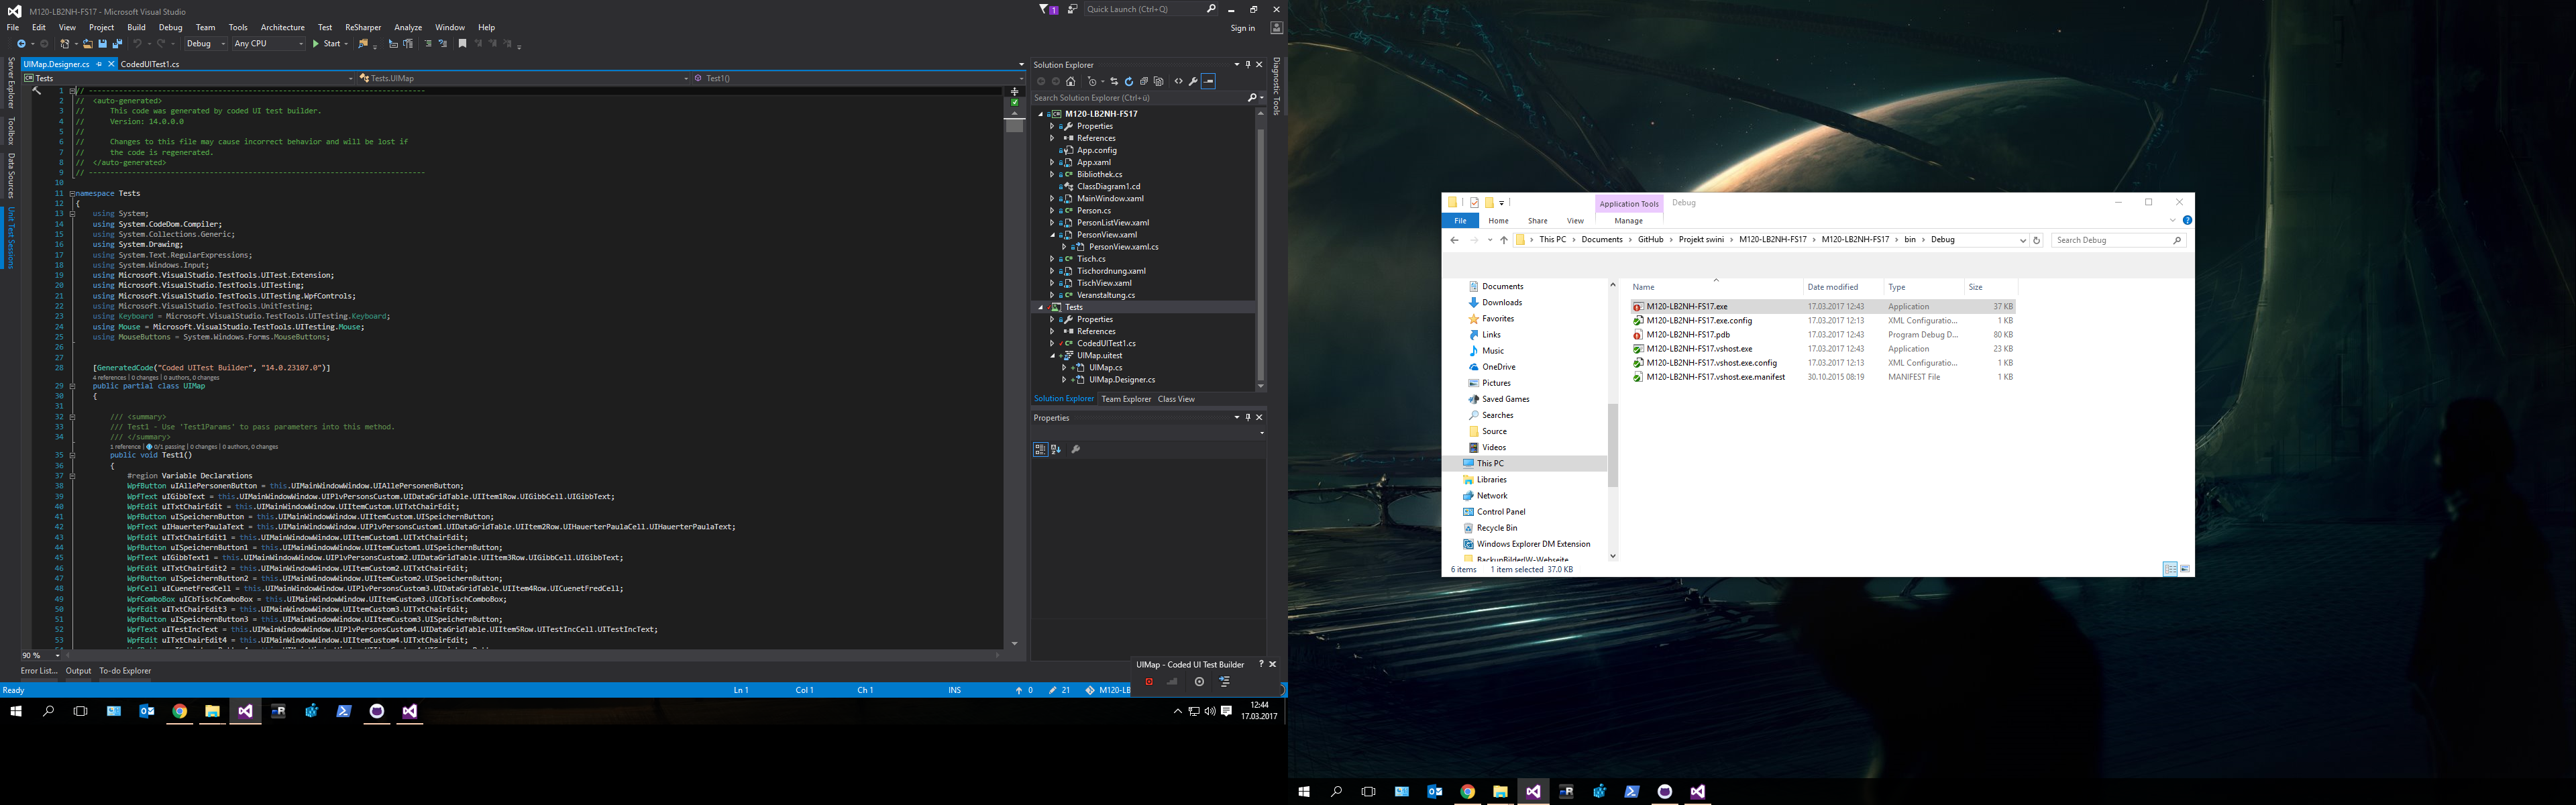 M120-LB2NH-FS17 - Microsoft Visual Studio
1
Quick Launch (Ctrl+Q)
File Edit View Project Build Debug Team Tools Architecture Test ReSharper Analyze Window Help
Sign in
Debug Any CPU Start
UIMap.Designer.cs CodedUITest1.cs
Tests Tests.UIMap Test1()
Server Explorer
Toolbox
Data Sources
Unit Test Sessions
1 // ------------------------------------------------------------------------------
2 // <auto-generated>
3 // This code was generated by coded UI test builder.
4 // Version: 14.0.0.0
5 //
6 // Changes to this file may cause incorrect behavior and will be lost if
7 // the code is regenerated.
8 // </auto-generated>
9 // ------------------------------------------------------------------------------
10
11 namespace Tests
12 {
13 using System;
14 using System.CodeDom.Compiler;
15 using System.Collections.Generic;
16 using System.Drawing;
17 using System.Text.RegularExpressions;
18 using System.Windows.Input;
19 using Microsoft.VisualStudio.TestTools.UITest.Extension;
20 using Microsoft.VisualStudio.TestTools.UITesting;
21 using Microsoft.VisualStudio.TestTools.UITesting.WpfControls;
22 using Microsoft.VisualStudio.TestTools.UnitTesting;
23 using Keyboard = Microsoft.VisualStudio.TestTools.UITesting.Keyboard;
24 using Mouse = Microsoft.VisualStudio.TestTools.UITesting.Mouse;
25 using MouseButtons = System.Windows.Forms.MouseButtons;
26
27
28 [GeneratedCode("Coded UITest Builder", "14.0.23107.0")]
4 references | 0 changes | 0 authors, 0 changes
29 public partial class UIMap
30 {
31
32 /// <summary>
33 /// Test1 - Use 'Test1Params' to pass parameters into this method.
34 /// </summary>
1 reference | 0/1 passing | 0 changes | 0 authors, 0 changes
35 public void Test1()
36 {
37 #region Variable Declarations
38 WpfButton uIAllePersonenButton = this.UIMainWindowWindow.UIAllePersonenButton;
39 WpfText uIGibbText = this.UIMainWindowWindow.UIPlvPersonsCustom.UIDataGridTable.UIItem1Row.UIGibbCell.UIGibbText;
40 WpfEdit uITxtChairEdit = this.UIMainWindowWindow.UIItemCustom.UITxtChairEdit;
41 WpfButton uISpeichernButton = this.UIMainWindowWindow.UIItemCustom.UISpeichernButton;
42 WpfText uIHauerterPaulaText = this.UIMainWindowWindow.UIPlvPersonsCustom1.UIDataGridTable.UIItem2Row.UIHauerterPaulaCell.UIHauerterPaulaText;
43 WpfEdit uITxtChairEdit1 = this.UIMainWindowWindow.UIItemCustom1.UITxtChairEdit;
44 WpfButton uISpeichernButton1 = this.UIMainWindowWindow.UIItemCustom1.UISpeichernButton;
45 WpfText uIGibbText1 = this.UIMainWindowWindow.UIPlvPersonsCustom2.UIDataGridTable.UIItem3Row.UIGibbCell.UIGibbText;
46 WpfEdit uITxtChairEdit2 = this.UIMainWindowWindow.UIItemCustom2.UITxtChairEdit;
47 WpfButton uISpeichernButton2 = this.UIMainWindowWindow.UIItemCustom2.UISpeichernButton;
48 WpfCell uICuenetFredCell = this.UIMainWindowWindow.UIPlvPersonsCustom3.UIDataGridTable.UIItem4Row.UICuenetFredCell;
49 WpfComboBox uICbTischComboBox = this.UIMainWindowWindow.UIItemCustom3.UICbTischComboBox;
50 WpfEdit uITxtChairEdit3 = this.UIMainWindowWindow.UIItemCustom3.UITxtChairEdit;
51 WpfButton uISpeichernButton3 = this.UIMainWindowWindow.UIItemCustom3.UISpeichernButton;
52 WpfText uITestIncText = this.UIMainWindowWindow.UIPlvPersonsCustom4.UIDataGridTable.UIItem5Row.UITestIncCell.UITestIncText;
53 WpfEdit uITxtChairEdit4 = this.UIMainWindowWindow.UIItemCustom4.UITxtChairEdit;
90 %
Error List... Output To-do Explorer
Ready Ln 1 Col 1 Ch 1 INS 0 21 M120-LB
Solution Explorer
Search Solution Explorer (Ctrl+ü)
M120-LB2NH-FS17
Properties
References
App.config
App.xaml
Bibliothek.cs
ClassDiagram1.cd
MainWindow.xaml
Person.cs
PersonListView.xaml
PersonView.xaml
PersonView.xaml.cs
Tisch.cs
Tischordnung.xaml
TischView.xaml
Veranstaltung.cs
Tests
Properties
References
CodedUITest1.cs
UIMap.uitest
UIMap.cs
UIMap.Designer.cs
Solution Explorer Team Explorer Class View
Properties
Diagnostic Tools
UIMap - Coded UI Test Builder ?
12:44
17.03.2017
Application Tools Debug
File Home Share View Manage
This PC Documents GitHub Projekt swini M120-LB2NH-FS17 M120-LB2NH-FS17 bin Debug
Search Debug
Documents
Downloads
Favorites
Links
Music
OneDrive
Pictures
Saved Games
Searches
Source
Videos
This PC
Libraries
Network
Control Panel
Recycle Bin
Windows Explorer DM Extension
BackupBilderIW-Webseite
Name Date modified Type Size
M120-LB2NH-FS17.exe 17.03.2017 12:43 Application 37 KB
M120-LB2NH-FS17.exe.config 17.03.2017 12:13 XML Configuratio... 1 KB
M120-LB2NH-FS17.pdb 17.03.2017 12:43 Program Debug D... 80 KB
M120-LB2NH-FS17.vshost.exe 17.03.2017 12:43 Application 23 KB
M120-LB2NH-FS17.vshost.exe.config 17.03.2017 12:13 XML Configuratio... 1 KB
M120-LB2NH-FS17.vshost.exe.manifest 30.10.2015 08:19 MANIFEST File 1 KB
6 items 1 item selected 37.0 KB